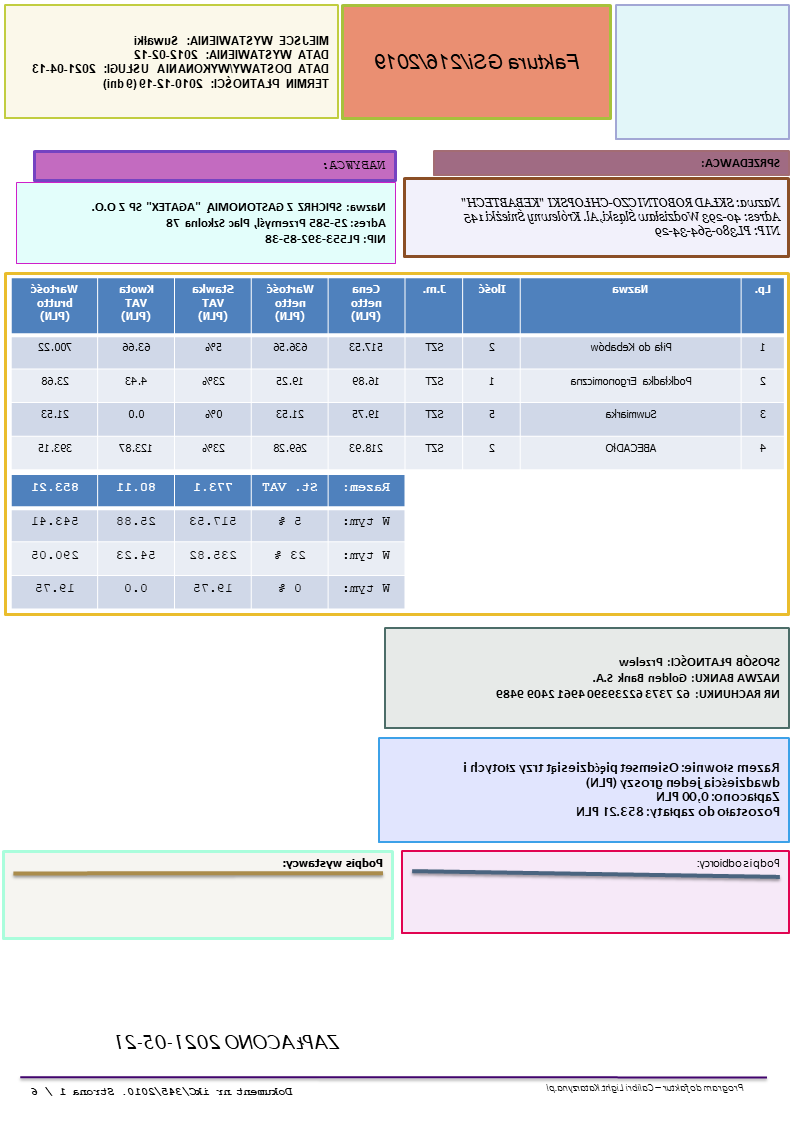 Faktura GSi/216/2019
MIEJSCE WYSTAWIENIA: Suwałki
DATA WYSTAWIENIA: 2012-02-12
DATA DOSTAWY/WYKONANIA USŁUGI: 2021-04-13
TERMIN PŁATNOŚCI: 2010-12-19 (9 dni)
SPRZEDAWCA:
Nazwa: SKŁAD ROBOTNICZO-CHŁOPSKI "KEBABTECH"
Adres: 40-293 Wodzisław Śląski, Al. Królewny Śnieżki 145
NIP: PL380-564-34-29
NABYWCA:
Nazwa: SPICHRZ Z GASTONOMIĄ "AGATEX" SP Z O.O.
Adres: 25-585 Przemyśl, Plac Szkolna 78
NIP: PL553-392-85-38
Lp. Nazwa Ilość J.m. Cena netto (PLN) Wartość netto (PLN) Stawka VAT Kwota VAT (PLN) Wartość brutto (PLN)
1 Piła do Kebabów 2 SZT 517.53 636.56 5% 63.66 700.22
2 Podkładka Ergonomiczna 1 SZT 16.89 19.25 23% 4.43 23.68
3 Suwmiarka 5 SZT 19.75 21.53 0% 0.0 21.53
4 ABECADŁO 2 SZT 218.93 269.28 23% 123.87 393.15
Razem: St. VAT 773.1 80.11 853.21
W tym: 5 % 517.53 25.88 543.41
W tym: 23 % 235.82 54.23 290.05
W tym: 0 % 19.75 0.0 19.75
SPOSÓB PŁATNOŚCI: Przelew
NAZWA BANKU: Golden Bank S.A.
NR RACHUNKU: 62 7373 62239390 4961 2409 9489
Razem słownie: Osiemset pięćdziesiąt trzy złotych i
dwadzieścia jeden groszy (PLN)
Zapłacono: 0,00 PLN
Pozostało do zapłaty: 853.21 PLN
Podpis odbiorcy:
Podpis wystawcy:
ZAPŁACONO 2021-05-21
Program do faktur – Calibri Light.Katarzyna.pl
Dokument nr ikC/345/2010. Strona 1 / 6